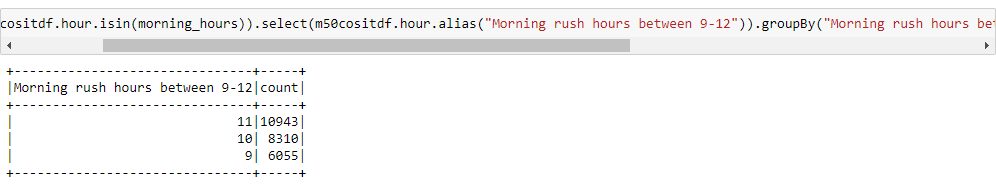 cositdf.hour.isin(morning_hours)).select(m50cositdf.hour.alias("Morning rush hours between 9-12")).groupBy("Morning rush hours bet
+------------------------------+-----+
|Morning rush hours between 9-12|count|
+------------------------------+-----+
| 11|10943|
| 10| 8310|
| 9| 6055|
+------------------------------+-----+